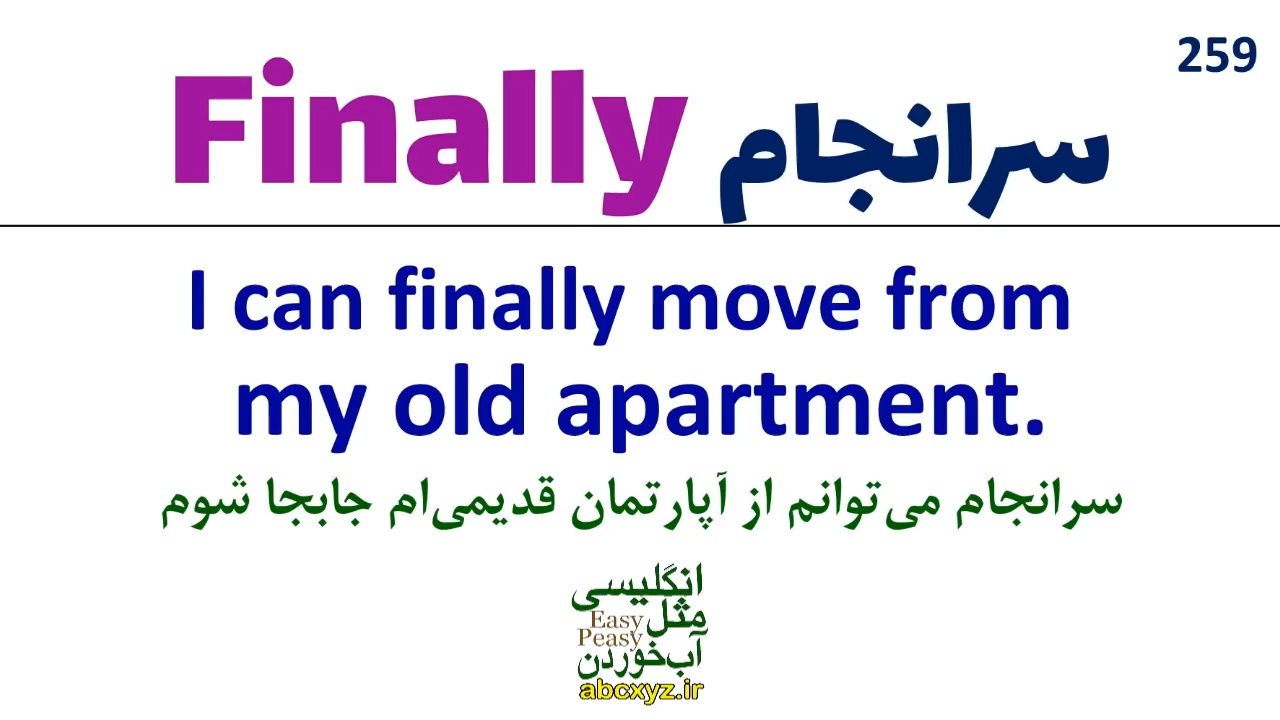 259
Finally سرانجام
I can finally move from
my old apartment.
سرانجام می‌توانم از آپارتمان قدیمی‌ام جابجا شوم
انگلیسی
مثل Easy
Peasy
آب‌خوردن
abcxyz.ir